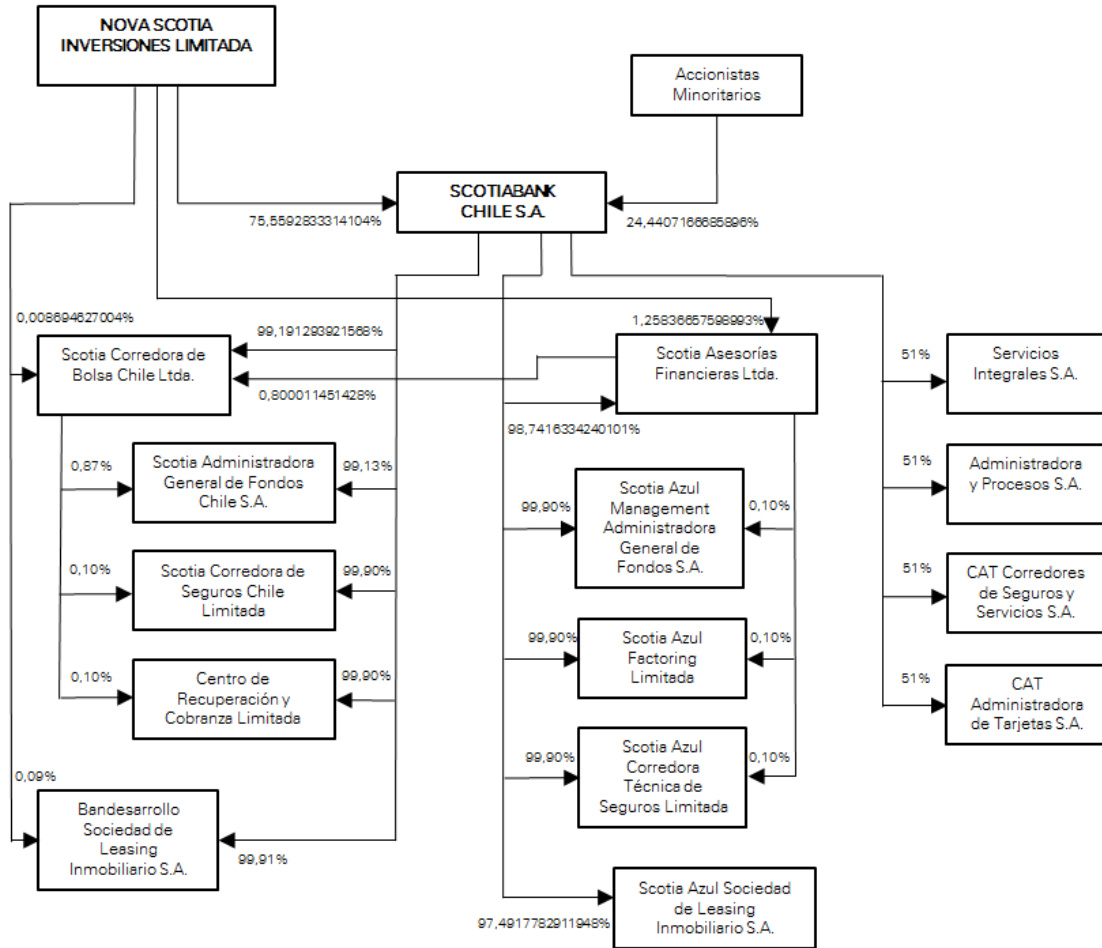 NOVA SCOTIA
INVERSIONES LIMITADA
Accionistas
Minoritarios
SCOTIABANK
CHILE S.A.
75,5592833314104%
24,4407166685896%
0,008694627004%
99,191293921568%
1,25836657598993%
Scotia Corredora de
Bolsa Chile Ltda.
0,800011451428%
Scotia Asesorías
Financieras Ltda.
98,7416334240101%
51%
Servicios
Integrales S.A.
0,87%
Scotia Administradora
General de Fondos
Chile S.A.
99,13%
99,90%
Scotia Azul
Management
Administradora
General de
Fondos S.A.
0,10%
51%
Administradora
y Procesos S.A.
0,10%
Scotia Corredora de
Seguros Chile
Limitada
99,90%
51%
CAT Corredores
de Seguros y
Servicios S.A.
99,90%
Scotia Azul
Factoring
Limitada
0,10%
0,10%
Centro de
Recuperación y
Cobranza Limitada
99,90%
51%
CAT
Administradora
de Tarjetas S.A.
99,90%
Scotia Azul
Corredora
Técnica de
Seguros Limitada
0,10%
0,09%
Bandesarrollo
Sociedad de
Leasing
Inmobiliario S.A.
99,91%
97,4917782911948%
Scotia Azul Sociedad
de Leasing
Inmobiliario S.A.